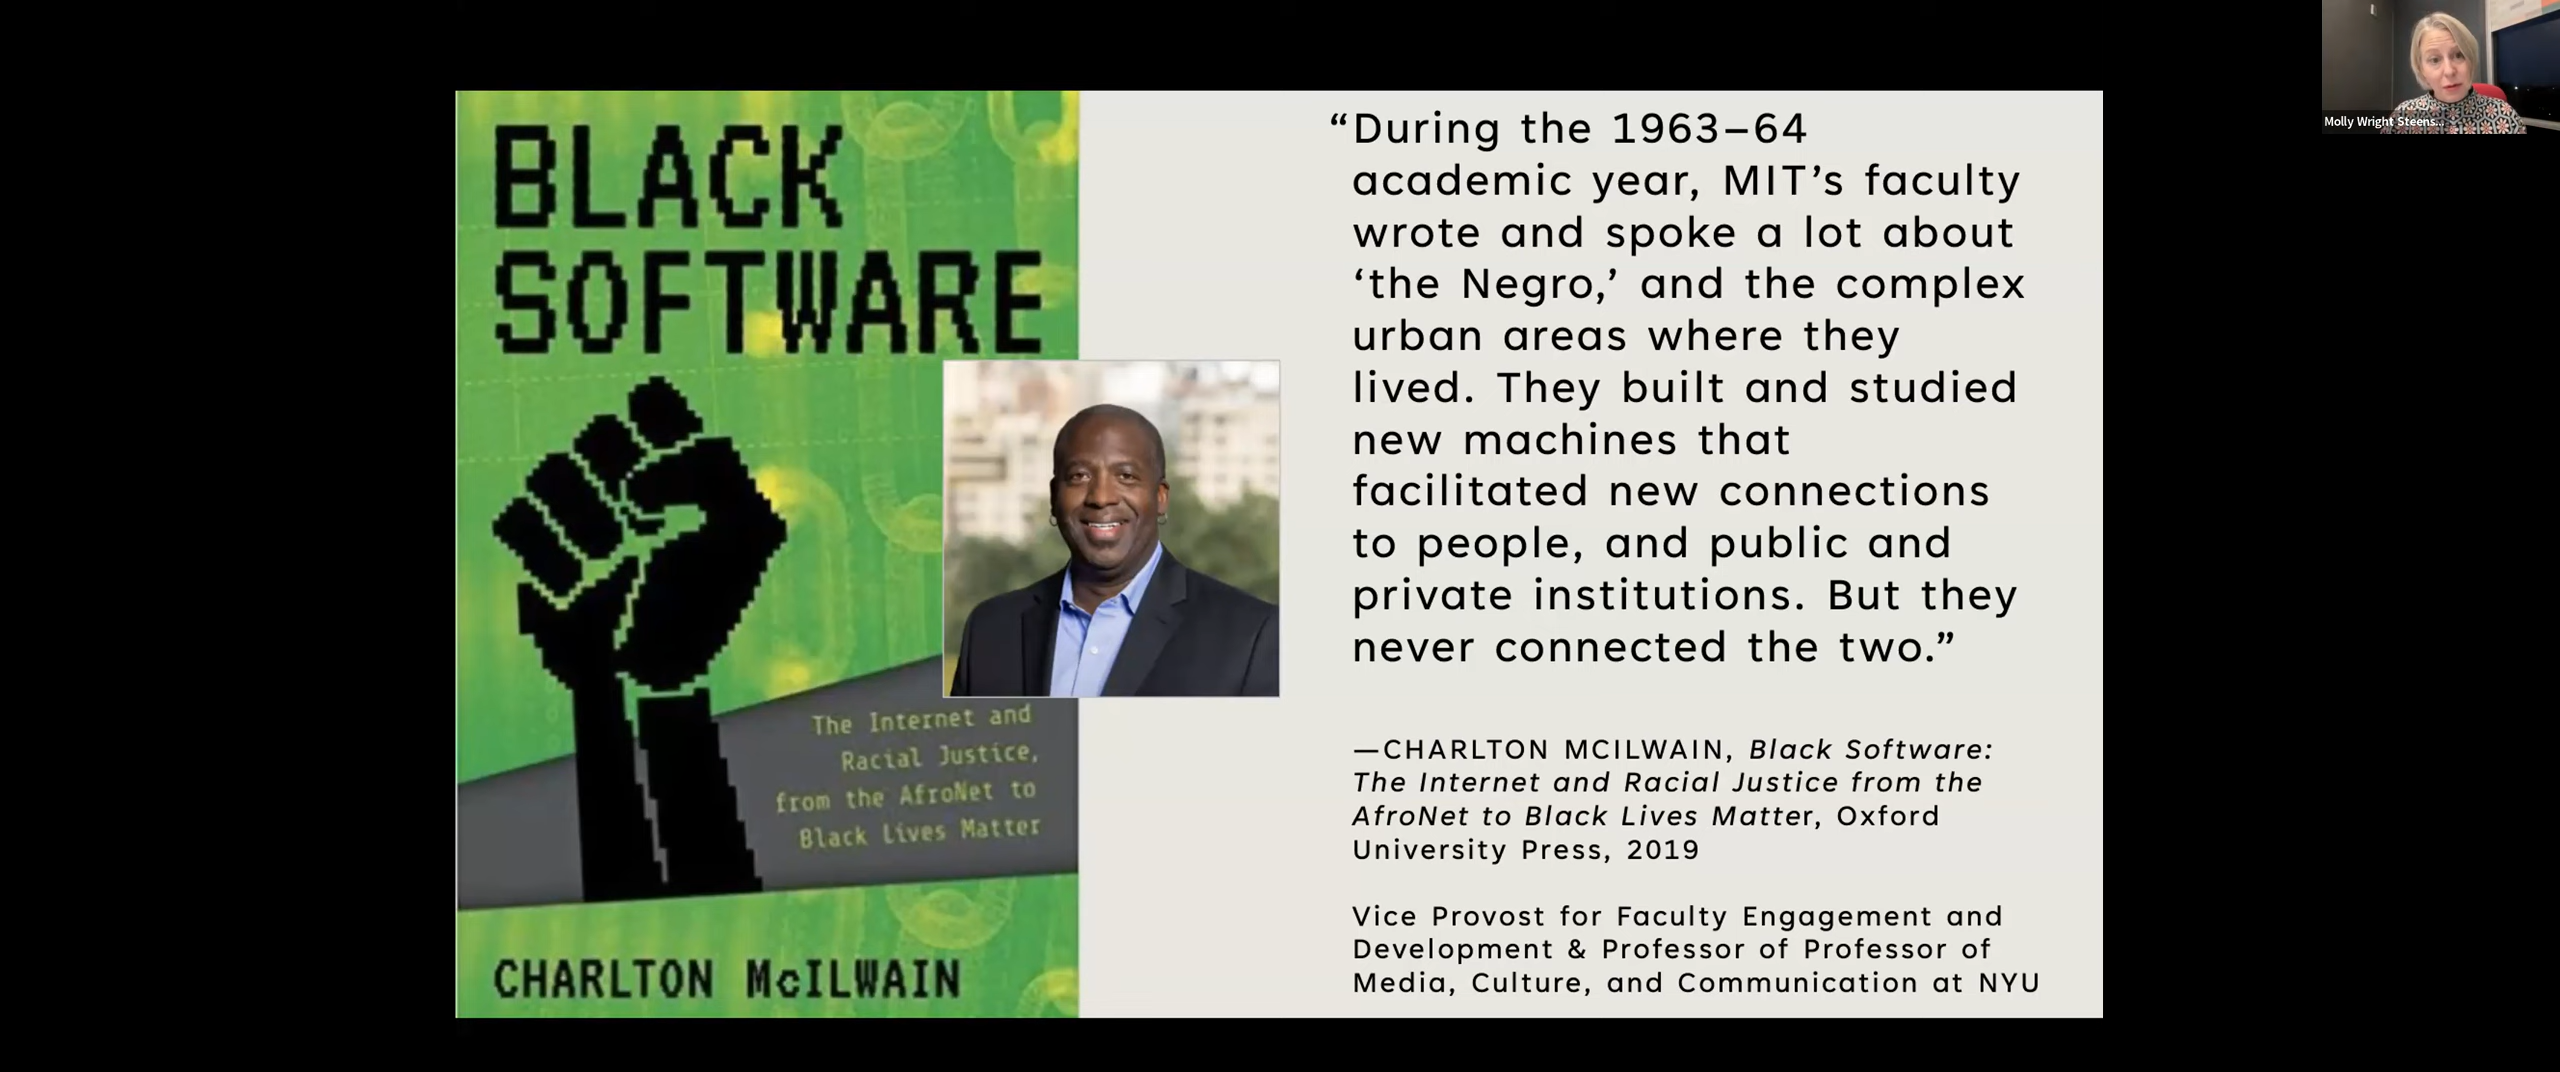 BLACK
SOFTWARE
The Internet and
Racial Justice,
from the AfroNet to
Black Lives Matter
CHARLTON McILWAIN
“During the 1963–64
academic year, MIT’s faculty
wrote and spoke a lot about
‘the Negro,’ and the complex
urban areas where they
lived. They built and studied
new machines that
facilitated new connections
to people, and public and
private institutions. But they
never connected the two.”
—CHARLTON MCILWAIN, Black Software:
The Internet and Racial Justice from the
AfroNet to Black Lives Matter, Oxford
University Press, 2019
Vice Provost for Faculty Engagement and
Development & Professor of Professor of
Media, Culture, and Communication at NYU
Molly Wright Steens...